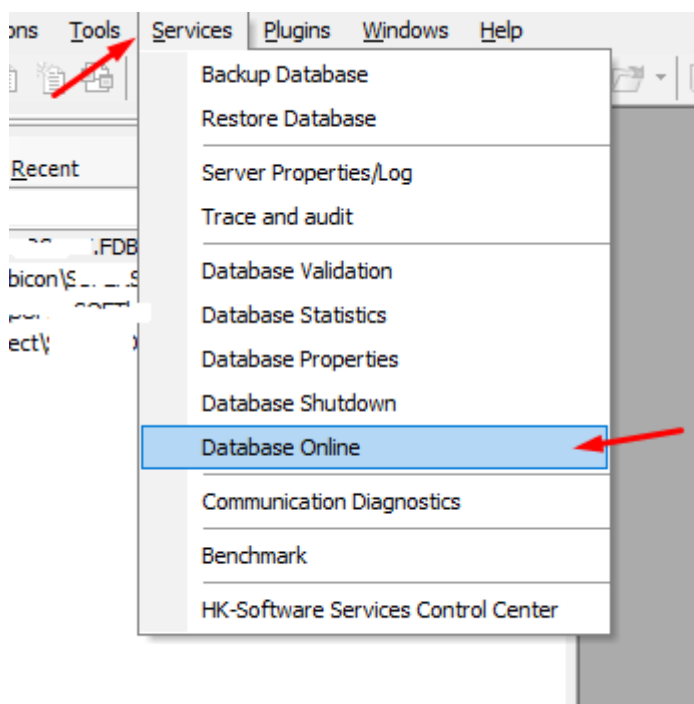 Tools Services Plugins Windows Help
Backup Database
Restore Database
Recent
Server Properties/Log
Trace and audit
.FDB
Database Validation
bicon\
Database Statistics
ect\
Database Properties
Database Shutdown
Database Online
Communication Diagnostics
Benchmark
HK-Software Services Control Center